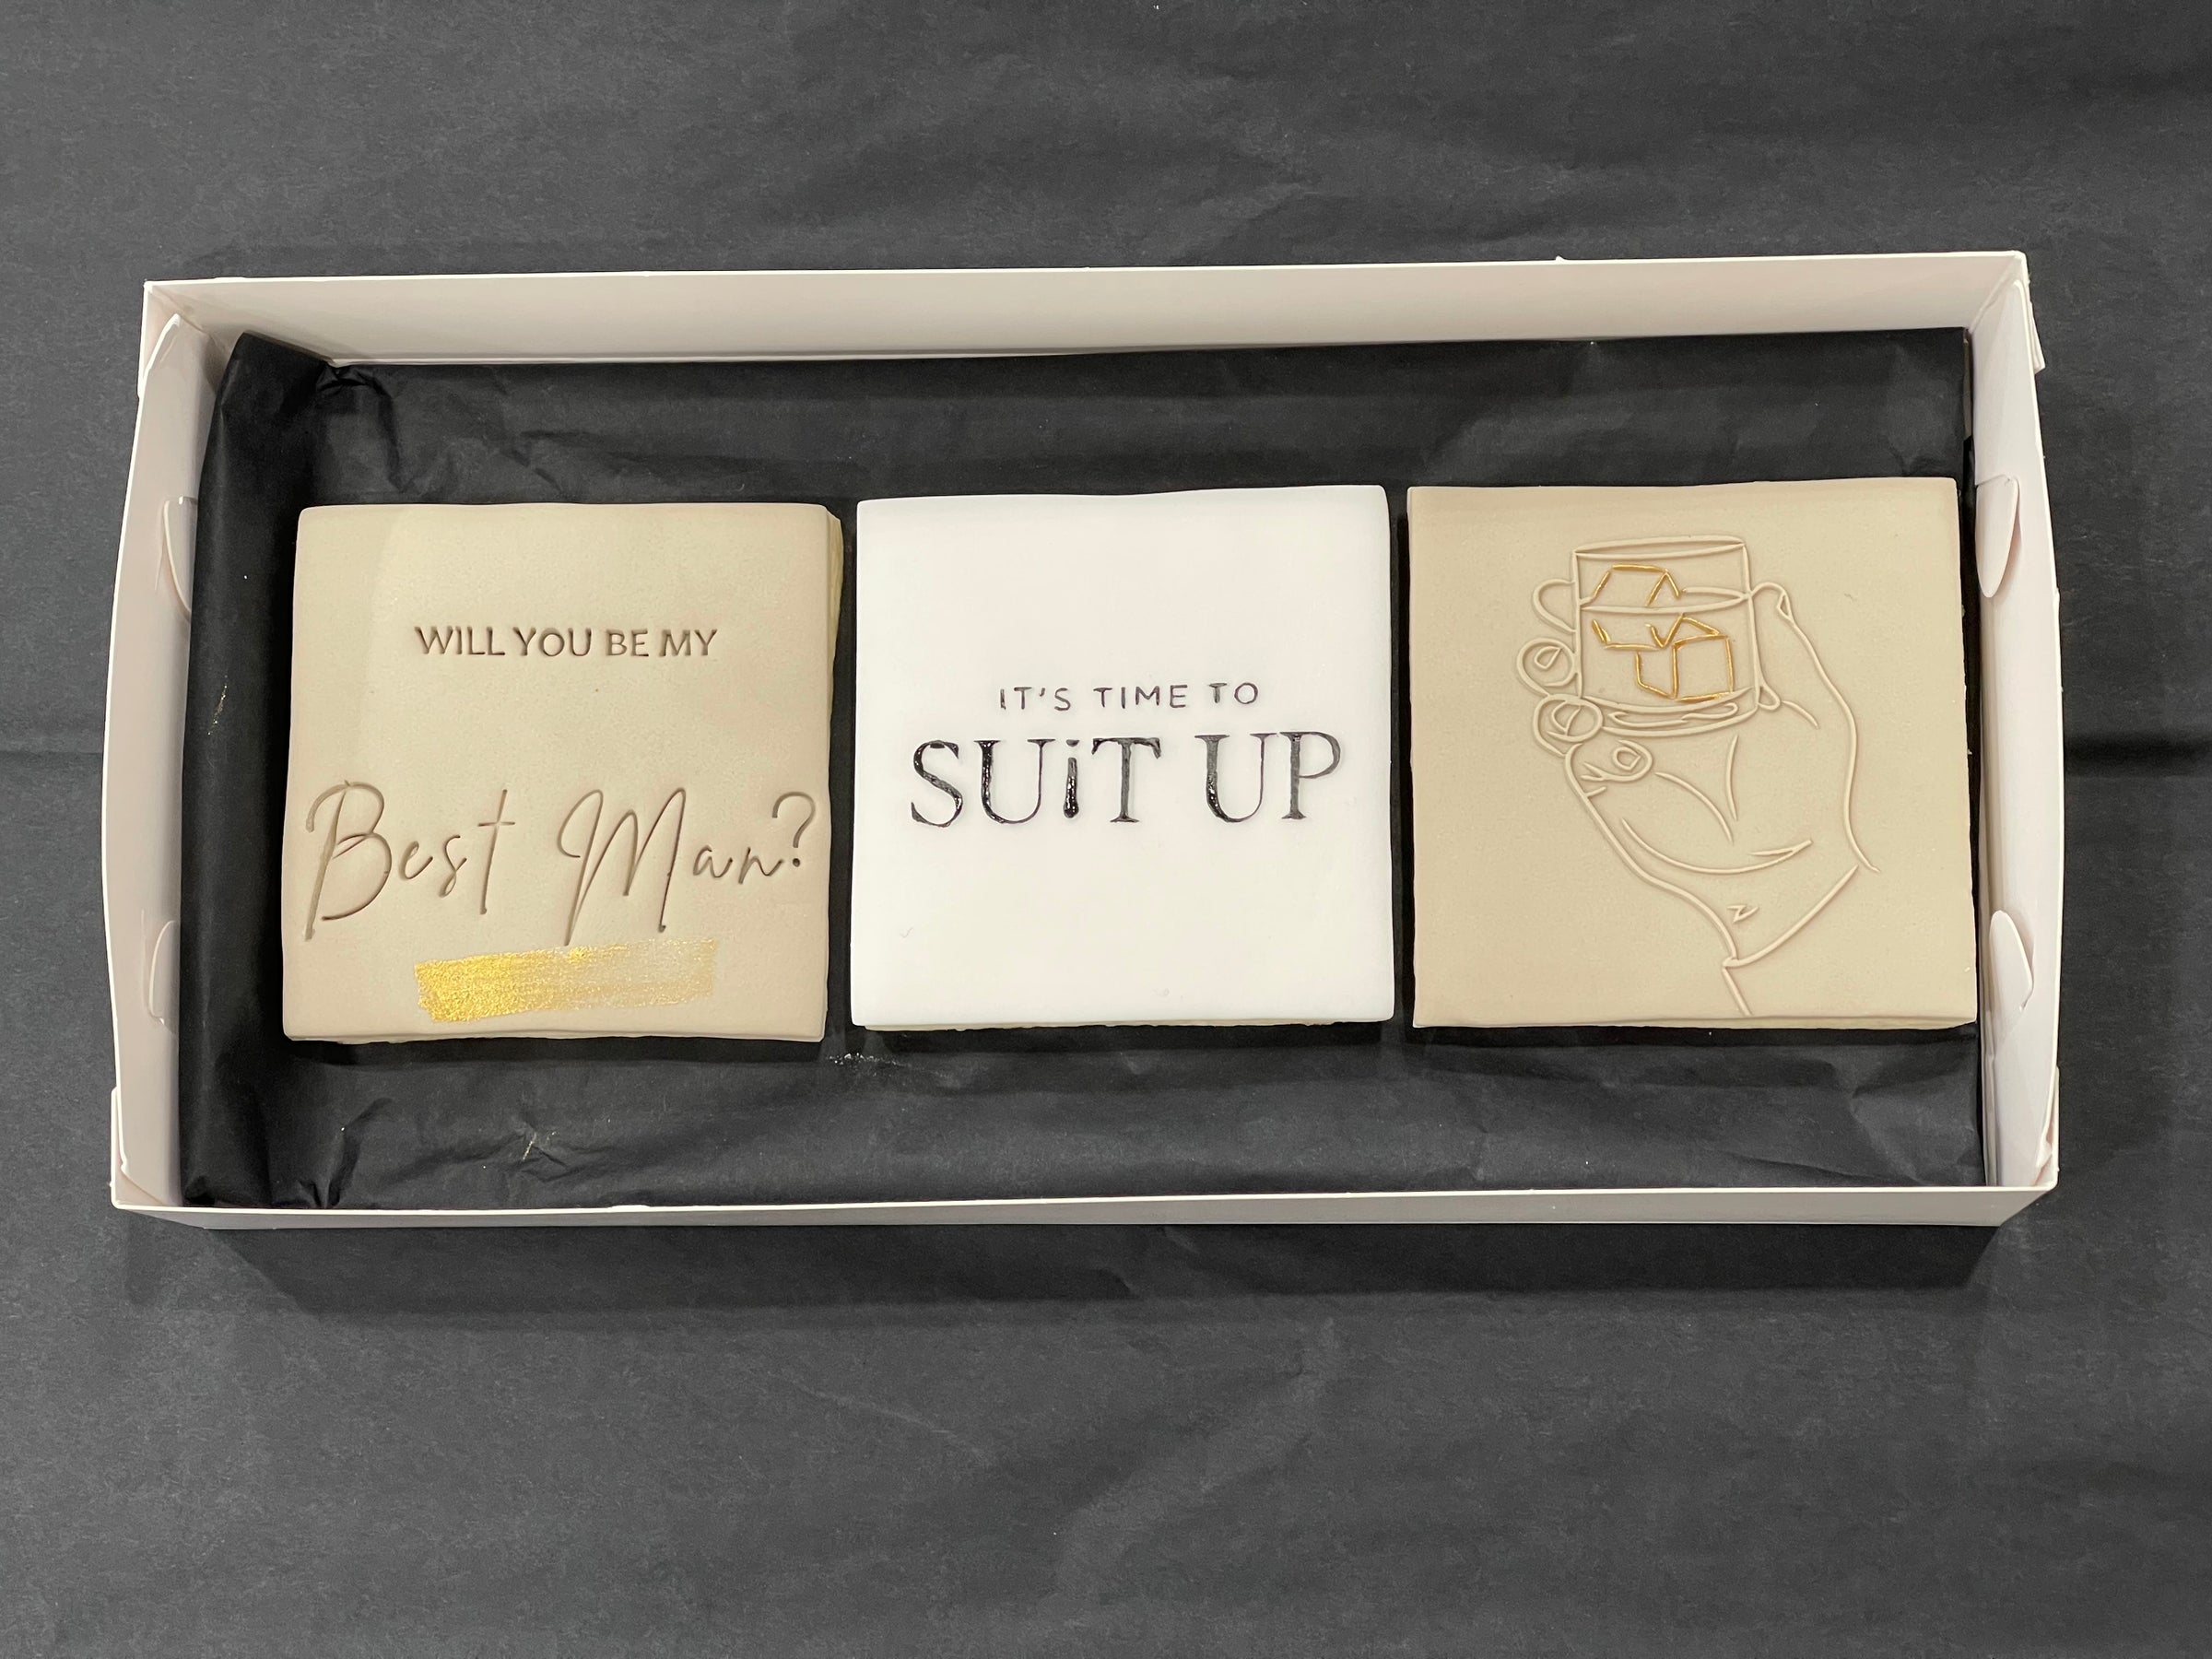 WILL YOU BE MY
Best Man?
IT'S TIME TO
SUiT UP